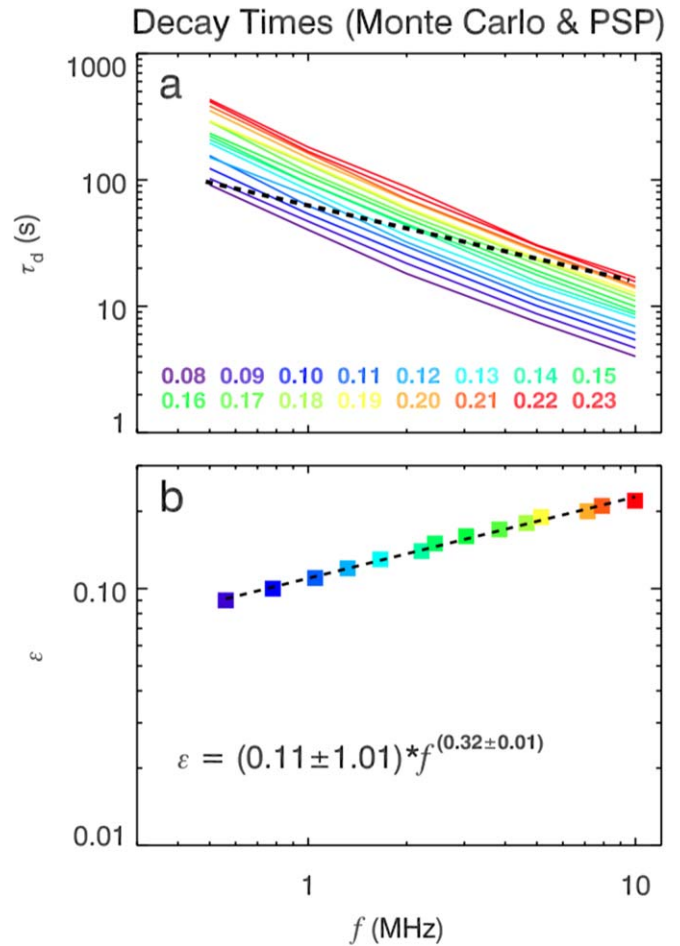 Decay Times (Monte Carlo & PSP)
a
1000
100
10
1
τd (s)
0.08 0.09 0.10 0.11 0.12 0.13 0.14 0.15
0.16 0.17 0.18 0.19 0.20 0.21 0.22 0.23
b
0.10
0.01
ε
ε = (0.11±1.01)*f(0.32±0.01)
1 10
f (MHz)